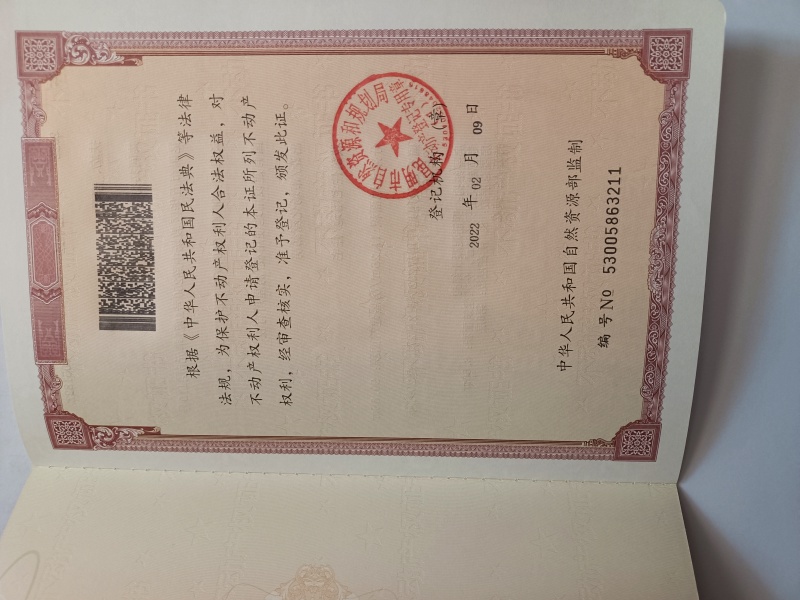 根据《中华人民共和国民法典》等法律
法规，为保护不动产权利人合法权益，对
不动产权利人申请登记的本证所列不动产
权利，经审查核实，准予登记，颁发此证。
登记机构（章）
2022 年 02 月 09 日
中华人民共和国自然资源部监制
编号 № 53005863211